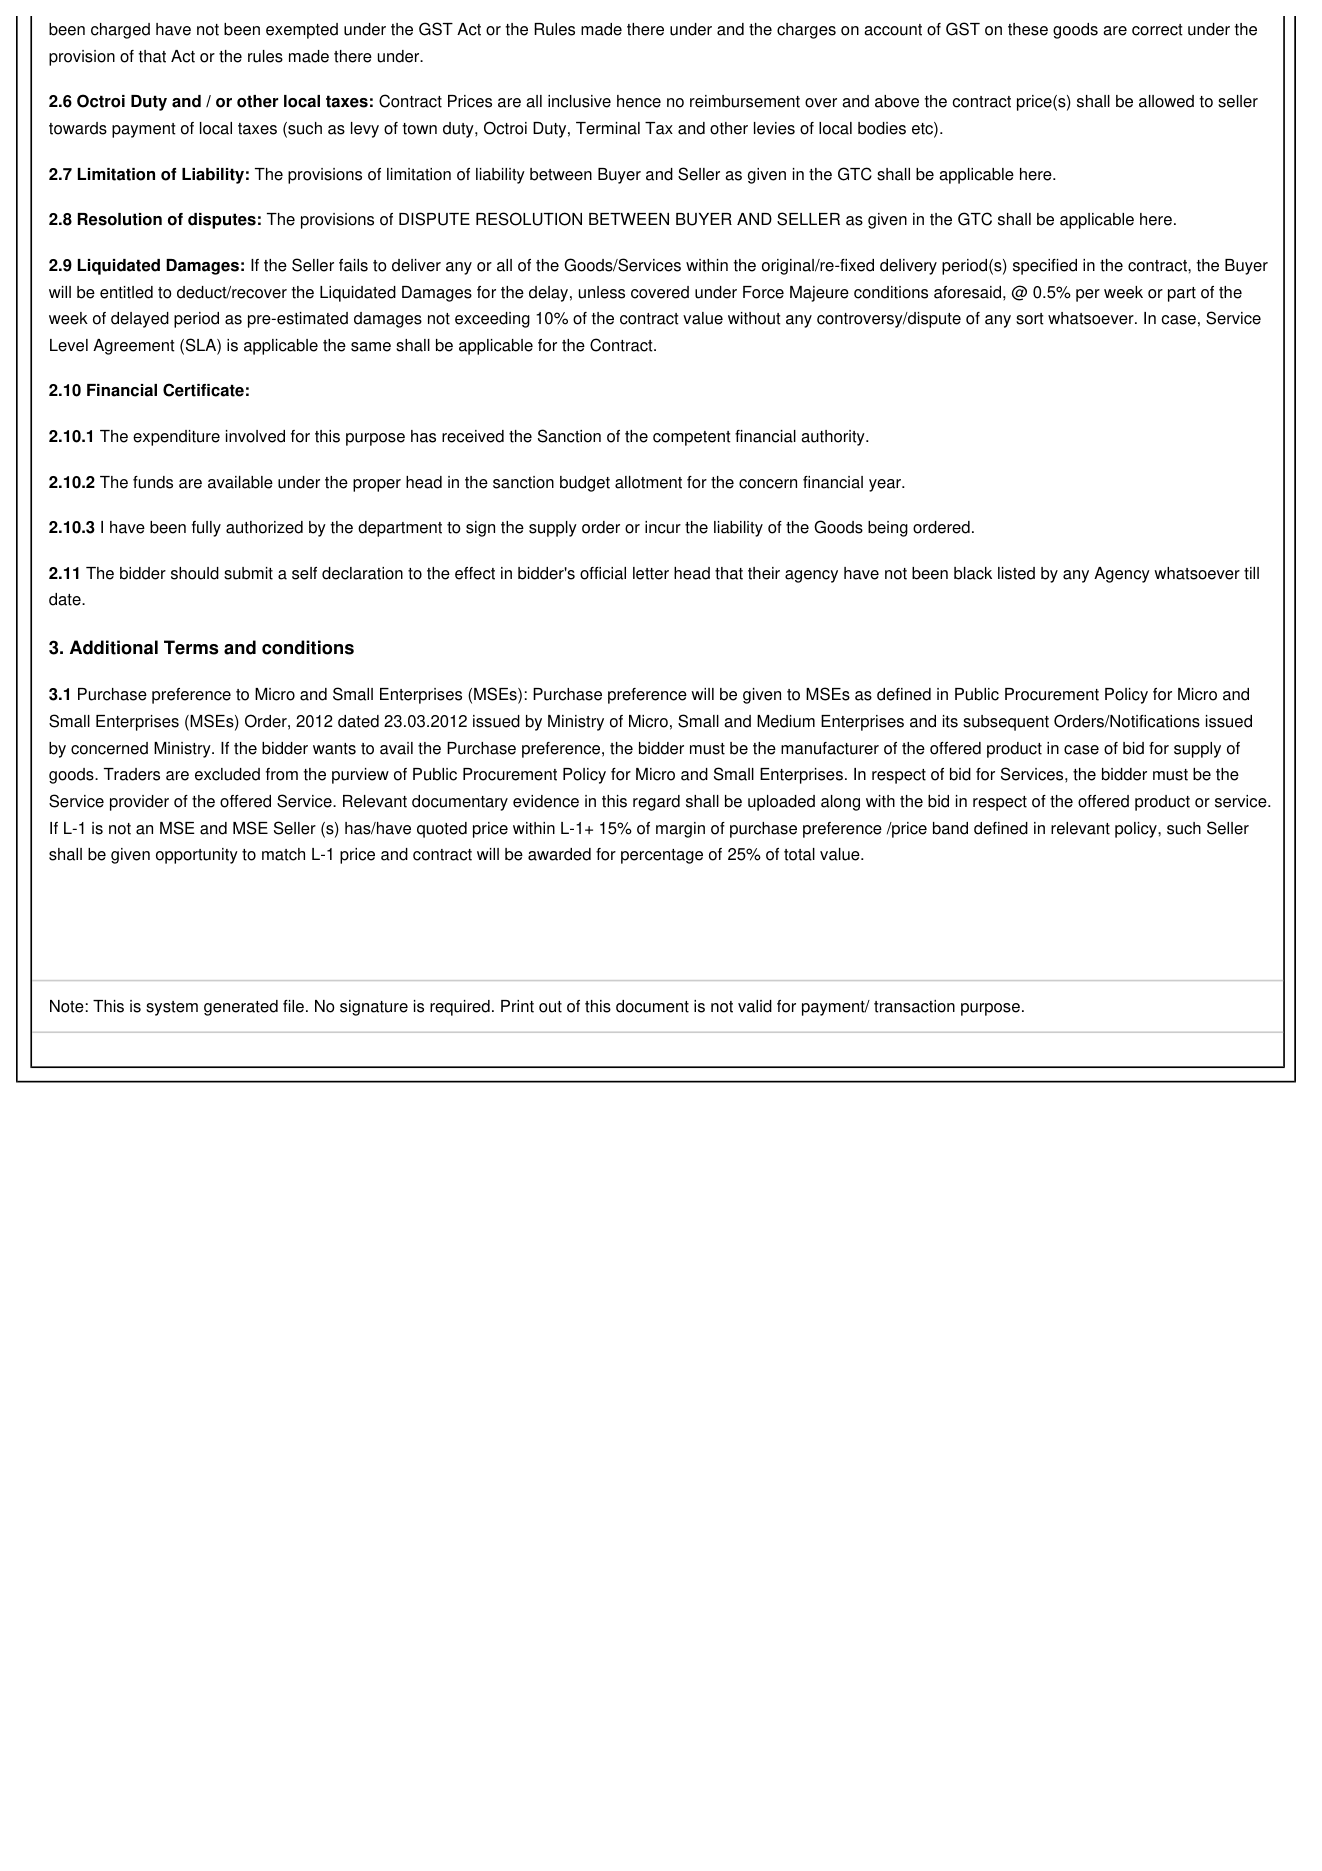 been charged have not been exempted under the GST Act or the Rules made there under and the charges on account of GST on these goods are correct under the
provision of that Act or the rules made there under.
2.6 Octroi Duty and / or other local taxes: Contract Prices are all inclusive hence no reimbursement over and above the contract price(s) shall be allowed to seller
towards payment of local taxes (such as levy of town duty, Octroi Duty, Terminal Tax and other levies of local bodies etc).
2.7 Limitation of Liability: The provisions of limitation of liability between Buyer and Seller as given in the GTC shall be applicable here.
2.8 Resolution of disputes: The provisions of DISPUTE RESOLUTION BETWEEN BUYER AND SELLER as given in the GTC shall be applicable here.
2.9 Liquidated Damages: If the Seller fails to deliver any or all of the Goods/Services within the original/re-fixed delivery period(s) specified in the contract, the Buyer
will be entitled to deduct/recover the Liquidated Damages for the delay, unless covered under Force Majeure conditions aforesaid, @ 0.5% per week or part of the
week of delayed period as pre-estimated damages not exceeding 10% of the contract value without any controversy/dispute of any sort whatsoever. In case, Service
Level Agreement (SLA) is applicable the same shall be applicable for the Contract.
2.10 Financial Certificate:
2.10.1 The expenditure involved for this purpose has received the Sanction of the competent financial authority.
2.10.2 The funds are available under the proper head in the sanction budget allotment for the concern financial year.
2.10.3 I have been fully authorized by the department to sign the supply order or incur the liability of the Goods being ordered.
2.11 The bidder should submit a self declaration to the effect in bidder's official letter head that their agency have not been black listed by any Agency whatsoever till
date.
3. Additional Terms and conditions
3.1 Purchase preference to Micro and Small Enterprises (MSEs): Purchase preference will be given to MSEs as defined in Public Procurement Policy for Micro and
Small Enterprises (MSEs) Order, 2012 dated 23.03.2012 issued by Ministry of Micro, Small and Medium Enterprises and its subsequent Orders/Notifications issued
by concerned Ministry. If the bidder wants to avail the Purchase preference, the bidder must be the manufacturer of the offered product in case of bid for supply of
goods. Traders are excluded from the purview of Public Procurement Policy for Micro and Small Enterprises. In respect of bid for Services, the bidder must be the
Service provider of the offered Service. Relevant documentary evidence in this regard shall be uploaded along with the bid in respect of the offered product or service.
If L-1 is not an MSE and MSE Seller (s) has/have quoted price within L-1+ 15% of margin of purchase preference /price band defined in relevant policy, such Seller
shall be given opportunity to match L-1 price and contract will be awarded for percentage of 25% of total value.
Note: This is system generated file. No signature is required. Print out of this document is not valid for payment/ transaction purpose.